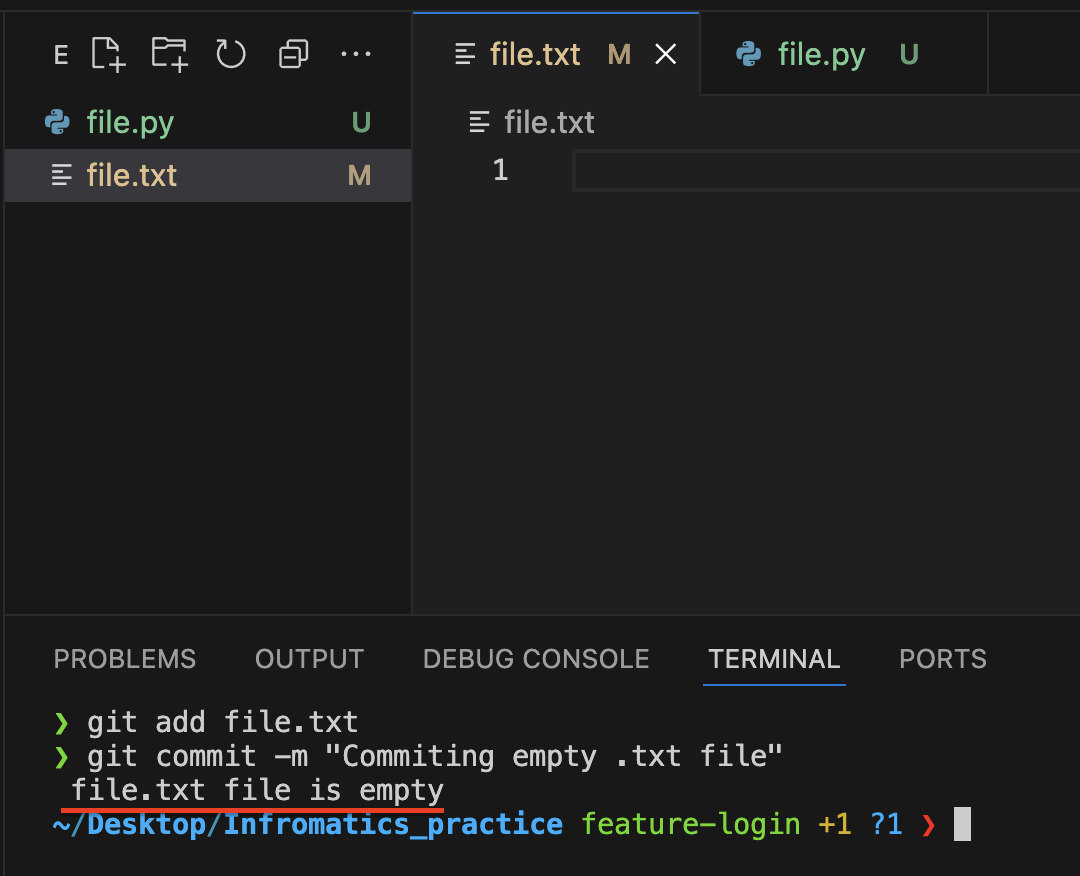 E
file.txt M
file.py U
file.py U
file.txt
file.txt M
1
PROBLEMS OUTPUT DEBUG CONSOLE TERMINAL PORTS
❯ git add file.txt
❯ git commit -m "Commiting empty .txt file"
file.txt file is empty
~/Desktop/Infromatics_practice feature-login +1 ?1 ❯